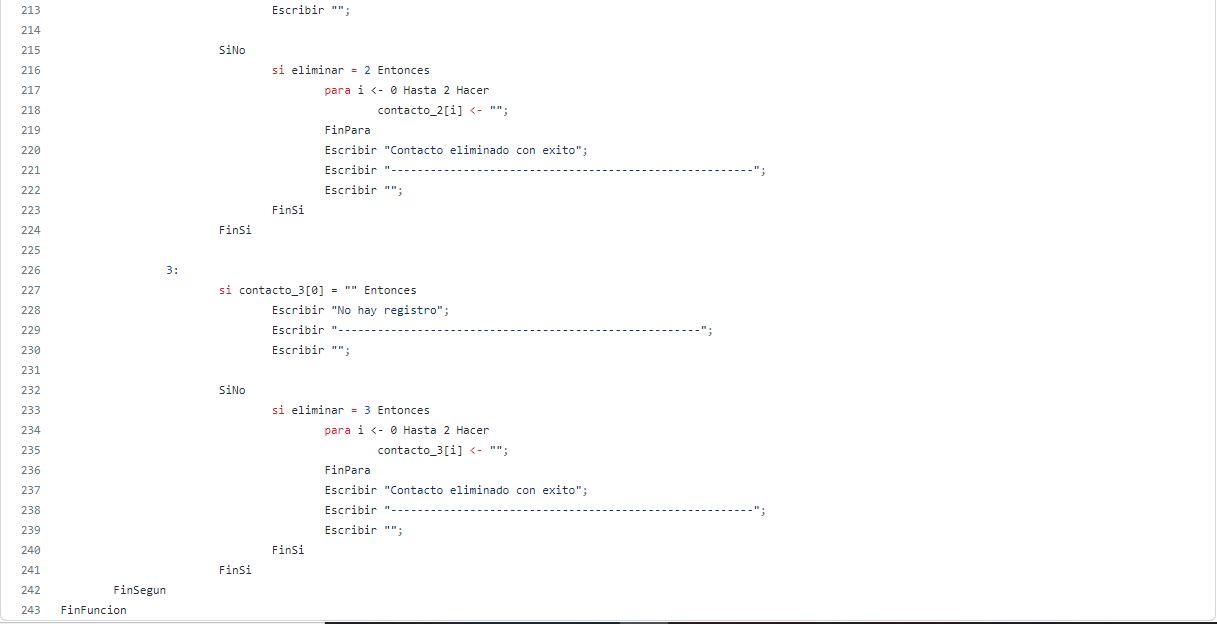 213 Escribir "";
214
215 SiNo
216 si eliminar = 2 Entonces
217 para i <- 0 Hasta 2 Hacer
218 contacto_2[i] <- "";
219 FinPara
220 Escribir "Contacto eliminado con exito";
221 Escribir "-------------------------------------------------------";
222 Escribir "";
223 FinSi
224 FinSi
225
226 3:
227 si contacto_3[0] = "" Entonces
228 Escribir "No hay registro";
229 Escribir "-------------------------------------------------------";
230 Escribir "";
231
232 SiNo
233 si eliminar = 3 Entonces
234 para i <- 0 Hasta 2 Hacer
235 contacto_3[i] <- "";
236 FinPara
237 Escribir "Contacto eliminado con exito";
238 Escribir "-------------------------------------------------------";
239 Escribir "";
240 FinSi
241 FinSi
242 FinSegun
243 FinFuncion